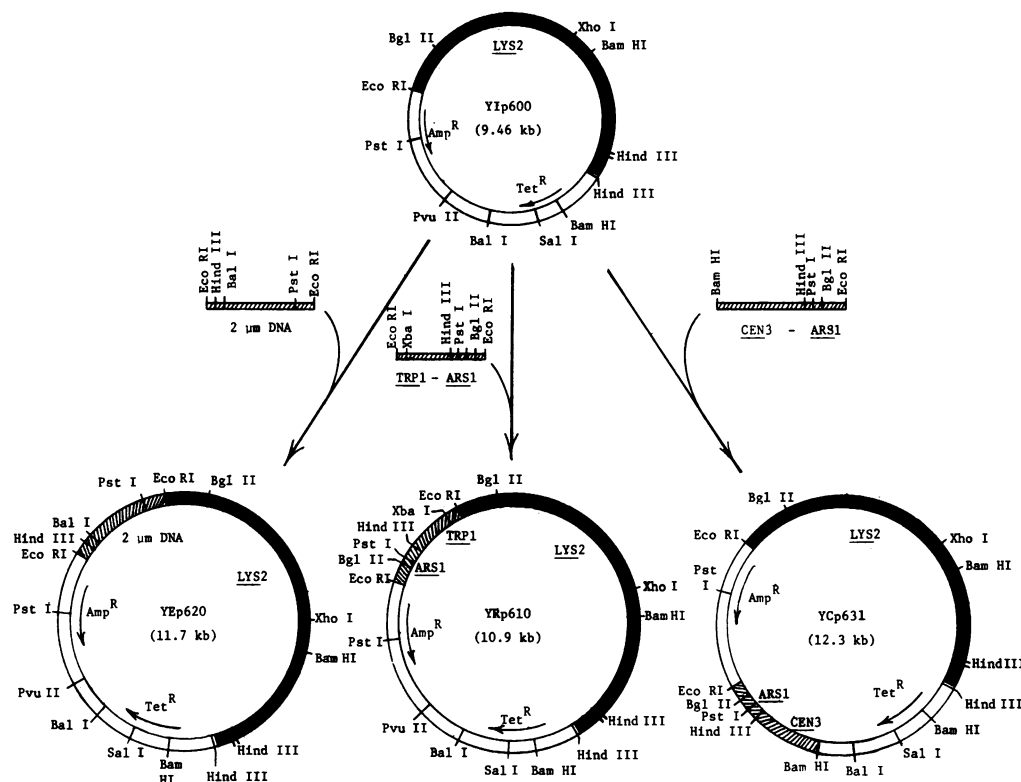 Xho I
Bgl II
LYS2
Bam HI
Eco RI
YIp600
(9.46 kb)
Amp R
Pst I
Hind III
Tet R
Hind III
Pvu II
Bam HI
Bal I
Sal I
Eco RI
Hind III
Bal I
Pst I
Eco RI
2 μm DNA
Eco RI
Xba I
Hind III
Pst I
Bgl II
Eco RI
TRP1 - ARS1
Bam HI
Hind III
Pst I
Bgl II
Eco RI
CEN3 - ARS1
Pst I
Eco RI
Bgl II
Bal I
Hind III
Eco RI
2 μm DNA
LYS2
Pst I
Amp R
YEp620
(11.7 kb)
Xho I
Bam HI
Pvu II
Tet R
Bal I
Sal I
Bam
HI
Hind III
Hind III
Bgl II
Eco RI
Xba I
Hind III
TRP1
Pst I
LYS2
Bgl II
ARS1
Eco RI
Xho I
YRp610
(10.9 kb)
Bam HI
Amp R
Pst I
Pvu II
Tet R
Hind III
Bal I
Hind III
Sal I
Bam HI
Bgl II
Eco RI
LYS2
Xho I
Pst
I
Bam HI
Amp R
YCp631
(12.3 kb)
Hind III
Eco RI
ARS1
Tet R
Bgl II
Hind III
Pst I
CEN3
Hind III
Bam HI
Bam HI
Bal I
Sal I